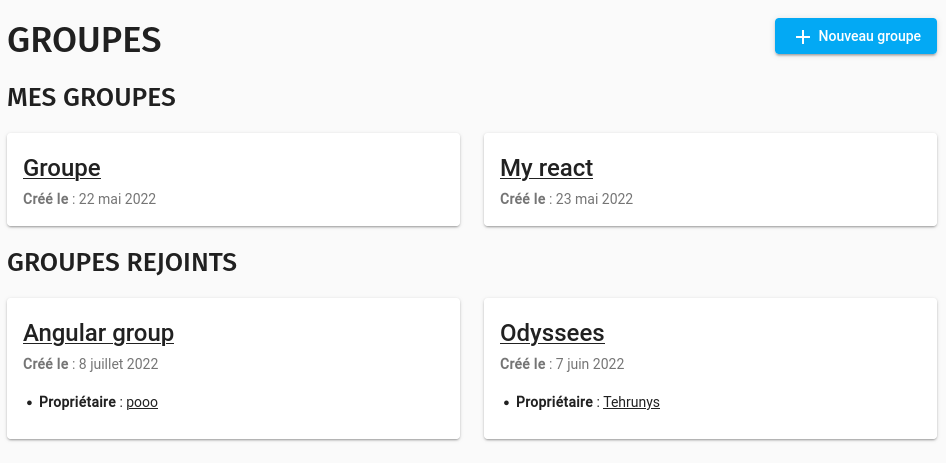 GROUPES
Nouveau groupe
MES GROUPES
Groupe
Créé le : 22 mai 2022
My react
Créé le : 23 mai 2022
GROUPES REJOINTS
Angular group
Créé le : 8 juillet 2022
• Propriétaire : pooo
Odyssees
Créé le : 7 juin 2022
• Propriétaire : Tehrunys